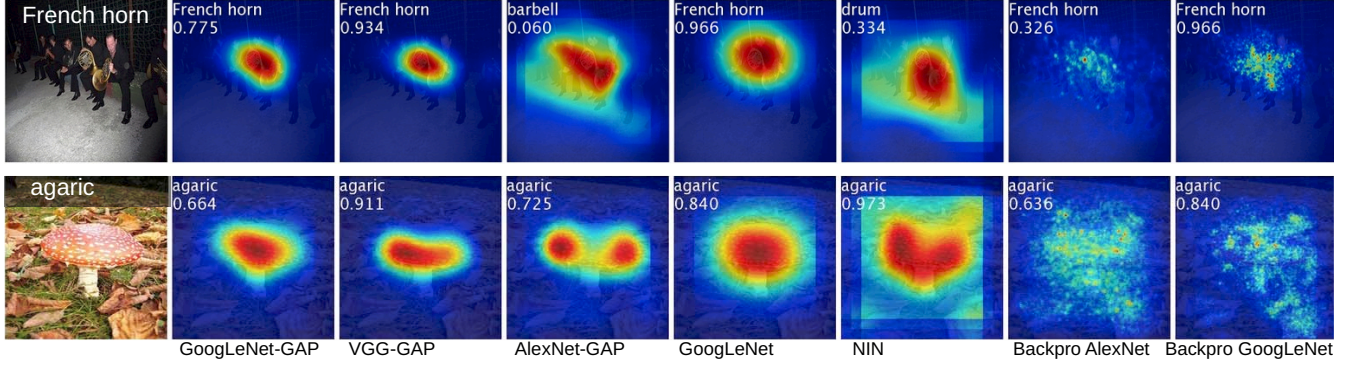 French horn
French horn
0.775
French horn
0.934
barbell
0.060
French horn
0.966
drum
0.334
French horn
0.326
French horn
0.966
agaric
agaric
0.664
agaric
0.911
agaric
0.725
agaric
0.840
agaric
0.973
agaric
0.636
agaric
0.840
GoogLeNet-GAP
VGG-GAP
AlexNet-GAP
GoogLeNet
NIN
Backpro AlexNet
Backpro GoogLeNet